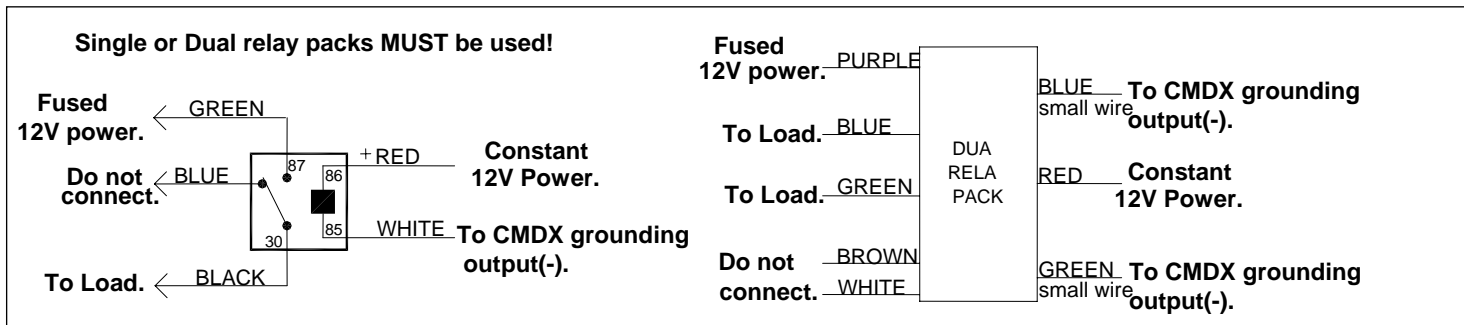 Single or Dual relay packs MUST be used!
Fused
12V power.
GREEN
Do not
connect.
BLUE
87
86
+RED
Constant
12V Power.
85
WHITE
To CMDX grounding
output(-).
30
To Load.
BLACK
Fused
12V power.
PURPLE
To Load.
BLUE
To Load.
GREEN
Do not
connect.
BROWN
WHITE
DUA
RELA
PACK
BLUE
small wire
To CMDX grounding
output(-).
RED
Constant
12V Power.
GREEN
small wire
To CMDX grounding
output(-).